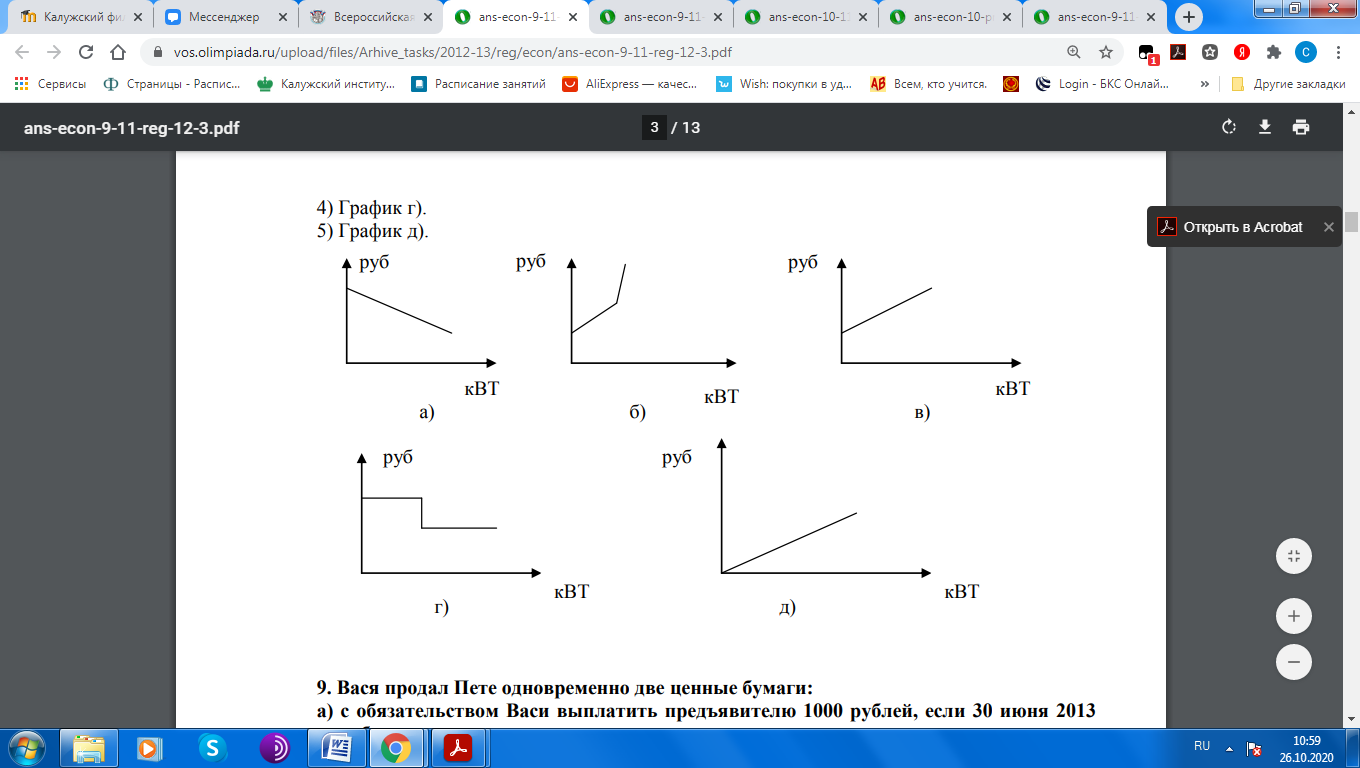 Калужский фил
Мессенджер
Всероссийская
ans-econ-9-11-
ans-econ-9-11-
ans-econ-10-1
ans-econ-10-p
ans-econ-9-11-
vos.olimpiada.ru/upload/files/Arhive_tasks/2012-13/reg/econ/ans-econ-9-11-reg-12-3.pdf
1
С
Сервисы
Страницы - Распис...
Калужский институ...
Расписание занятий
AliExpress — качес...
Wish: покупки в уд...
Всем, кто учится.
Login - БКС Онлай...
»
Другие закладки
ans-econ-9-11-reg-12-3.pdf
3 / 13
Открыть в Acrobat
4) График г).
5) График д).
руб
руб
руб
кВТ
кВТ
кВТ
а)
б)
в)
руб
руб
кВТ
кВТ
г)
д)
9. Вася продал Пете одновременно две ценные бумаги:
а) с обязательством Васи выплатить предъявителю 1000 рублей, если 30 июня 2013
RU
10:59
26.10.2020